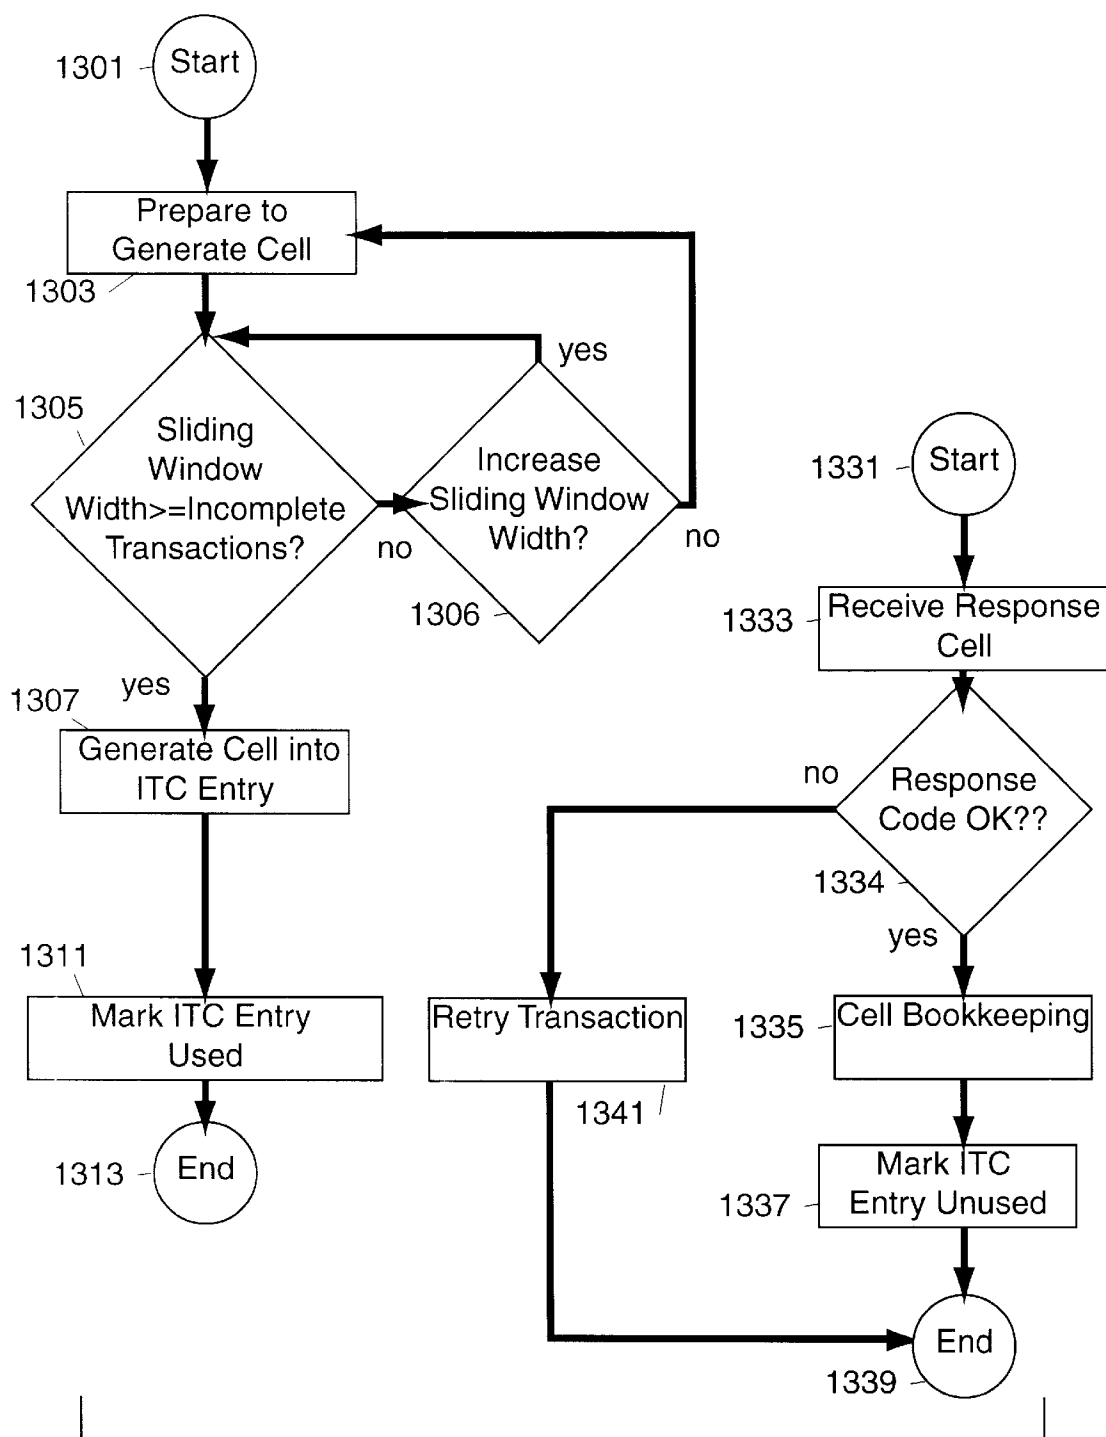 1301
Start
Prepare to
Generate Cell
1303
yes
1305
Sliding
Window
Width>=Incomplete
Transactions?
no
Increase
Sliding Window
Width?
no
1306
yes
1307
Generate Cell into
ITC Entry
1311
Mark ITC Entry
Used
1313
End
1331
Start
1333
Receive Response
Cell
no
Response
Code OK??
1334
yes
Retry Transaction
1341
1335
Cell Bookkeeping
1337
Mark ITC
Entry Unused
End
1339